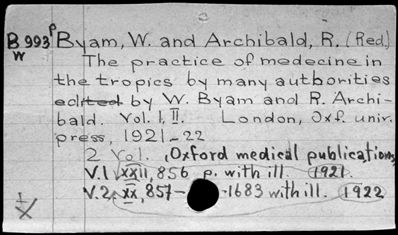 B 993 p Byam, W. and Archibald, R. (Red.)
W
The practice of medecine in
the tropics by many authorities
edited by W. Byam and R. Archi-
bald. Vol. I, II. London, Oxf. univ.
press, 1921-22
2 Vol. (Oxford medical publications)
V.1 xxii, 856 p. with ill. 1921.
V.2 xx, 857- -1683 with ill. 1922